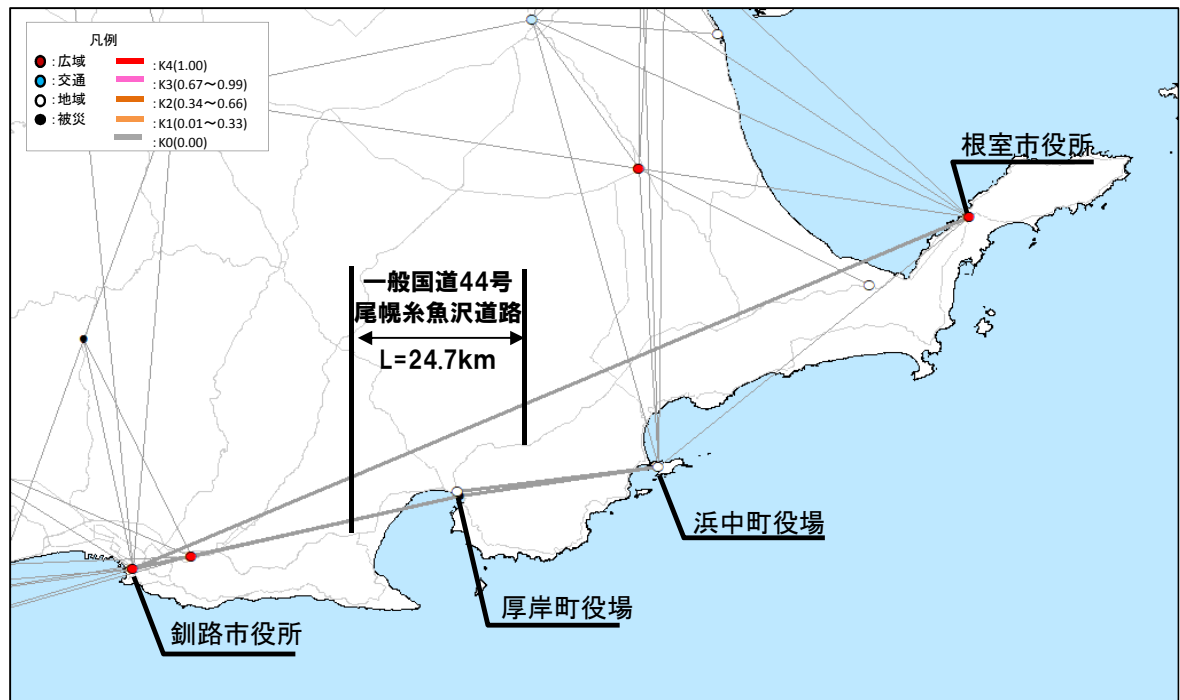 凡例
:広域
:交通
:地域
:被災
:K4(1.00)
:K3(0.67～0.99)
:K2(0.34～0.66)
:K1(0.01～0.33)
:K0(0.00)
根室市役所
一般国道44号
尾幌糸魚沢道路
L=24.7km
浜中町役場
厚岸町役場
釧路市役所